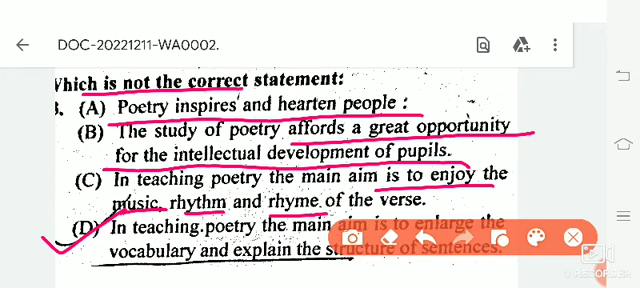 DOC-20221211-WA0002.
Which is not the correct statement:
3. (A) Poetry inspires and hearten people :
(B) The study of poetry affords a great opportunity
for the intellectual development of pupils.
(C) In teaching poetry the main aim is to enjoy the
music, rhythm and rhyme of the verse.
(D) In teaching.poetry the main aim is to enlarge the
vocabulary and explain the structure of sentences.
RECORDER